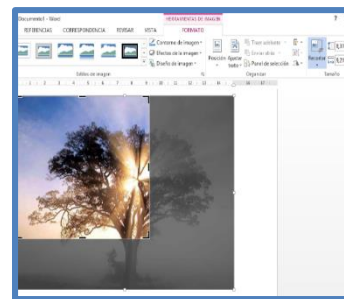 Documento1 - Word
HERRAMIENTAS DE IMAGEN
?
REFERENCIAS CORRESPONDENCIA REVISAR VISTA FORMATO
Contorno de imagen
Efectos de la imagen
Diseño de imagen
Posición Ajustar texto
Traer adelante
Enviar atrás
Panel de selección
Recortar
Estilos de imagen
Organizar
Tamaño